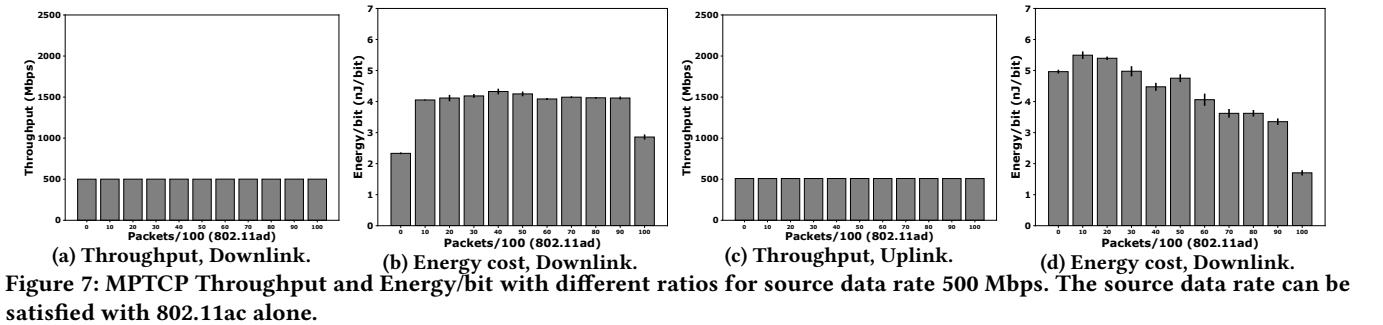 2500
2000
1500
1000
500
0
Throughput (Mbps)
0 10 20 30 40 50 60 70 80 90 100
Packets/100 (802.11ad)
(a) Throughput, Downlink.
7
6
5
4
3
2
1
0
Energy/bit (nJ/bit)
0 10 20 30 40 50 60 70 80 90 100
Packets/100 (802.11ad)
(b) Energy cost, Downlink.
2500
2000
1500
1000
500
0
Throughput (Mbps)
0 10 20 30 40 50 60 70 80 90 100
Packets/100 (802.11ad)
(c) Throughput, Uplink.
7
6
5
4
3
2
1
0
Energy/bit (nJ/bit)
0 10 20 30 40 50 60 70 80 90 100
Packets/100 (802.11ad)
(d) Energy cost, Downlink.
Figure 7: MPTCP Throughput and Energy/bit with different ratios for source data rate 500 Mbps. The source data rate can be
satisfied with 802.11ac alone.